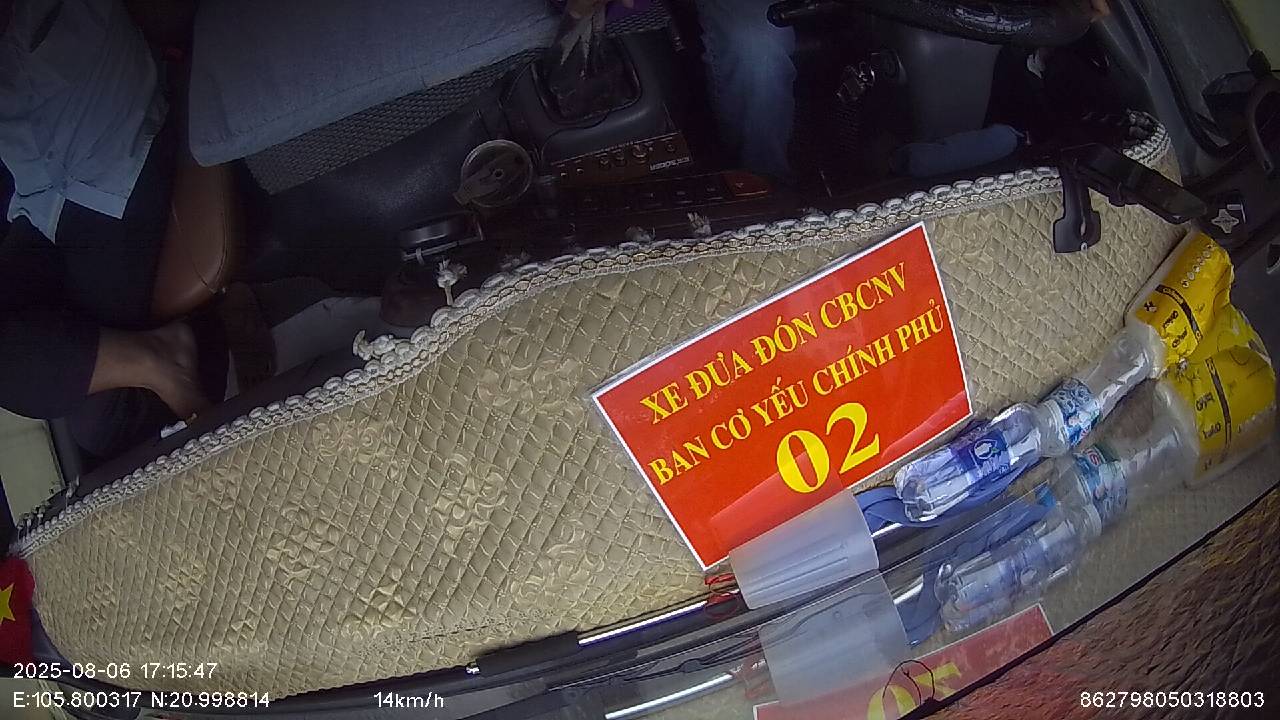 XE ĐƯA ĐÓN CBCNV
BAN CƠ YẾU CHÍNH PHỦ
02
2025-08-06 17:15:47
E:105.800317 N:20.998814
14km/h
862798050318803